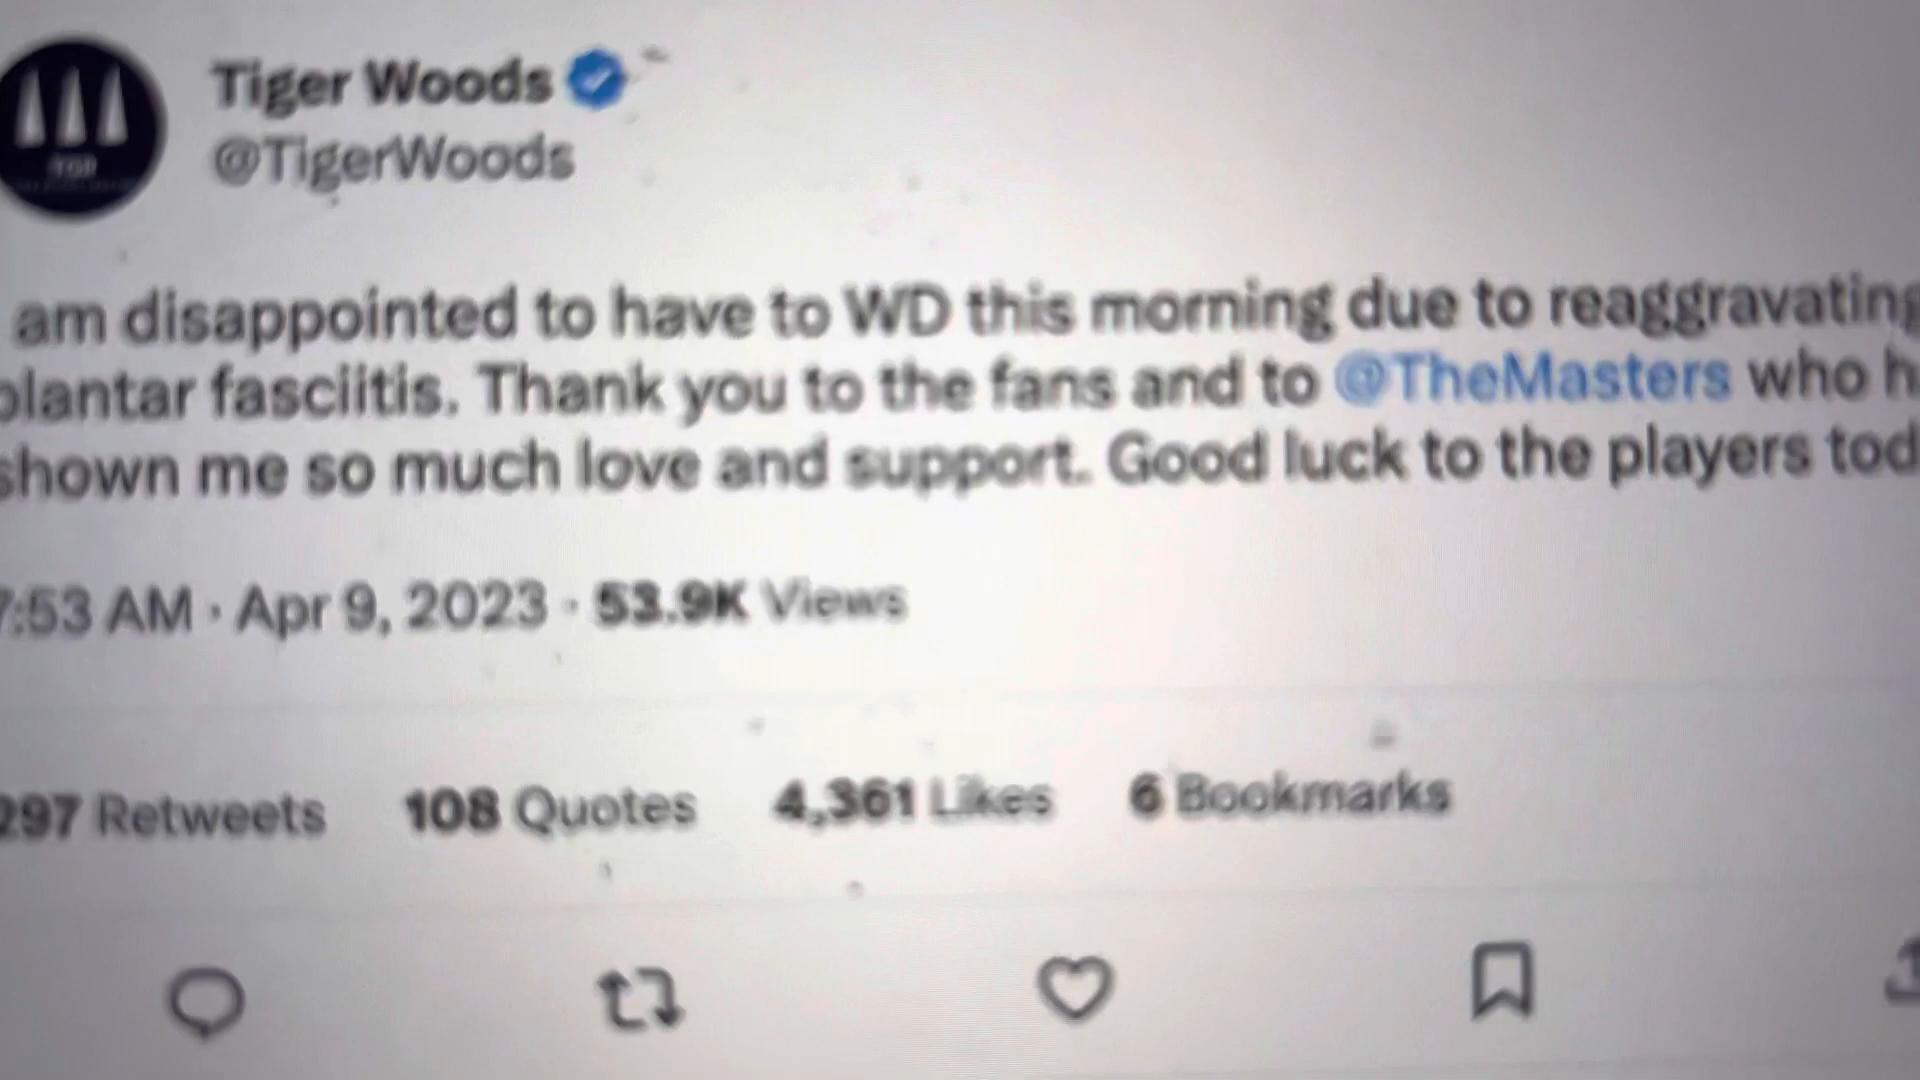 Tiger Woods
@TigerWoods
am disappointed to have to WD this morning due to reaggravating
plantar fasciitis. Thank you to the fans and to @TheMasters who h
shown me so much love and support. Good luck to the players tod
7:53 AM · Apr 9, 2023 · 53.9K Views
297 Retweets 108 Quotes 4,361 Likes 6 Bookmarks